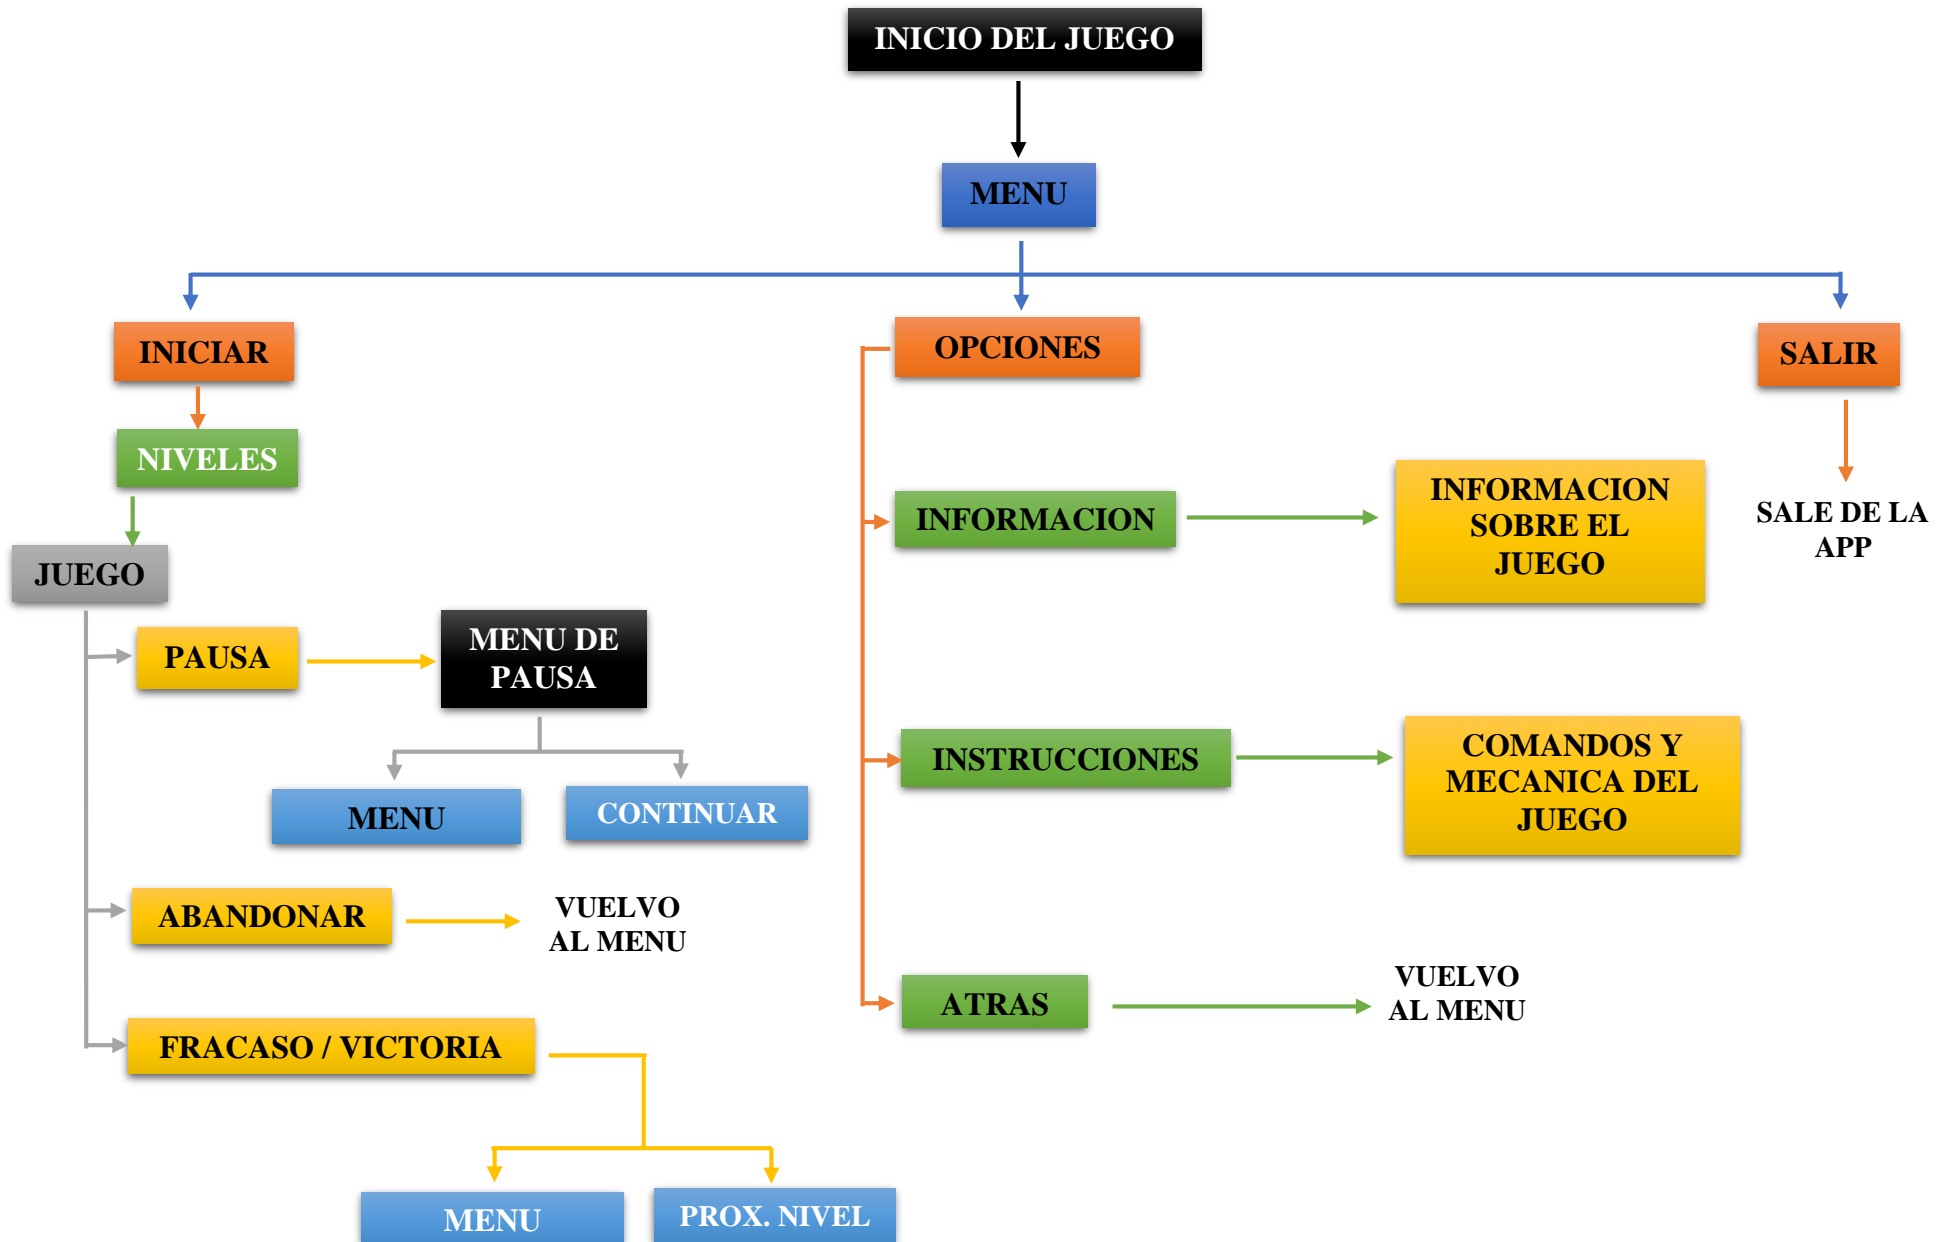 INICIO DEL JUEGO
MENU
INICIAR
OPCIONES
SALIR
NIVELES
INFORMACION
INFORMACION
SOBRE EL
JUEGO
SALE DE LA
APP
JUEGO
PAUSA
MENU DE
PAUSA
MENU
CONTINUAR
INSTRUCCIONES
COMANDOS Y
MECANICA DEL
JUEGO
ABANDONAR
VUELVO
AL MENU
ATRAS
VUELVO
AL MENU
FRACASO / VICTORIA
MENU
PROX. NIVEL